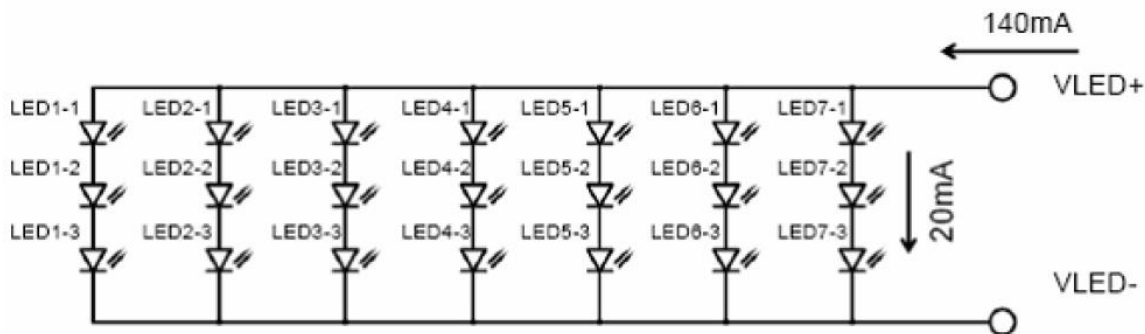 140mA
VLED+
LED1-1 LED2-1 LED3-1 LED4-1 LED5-1 LED6-1 LED7-1
LED1-2 LED2-2 LED3-2 LED4-2 LED5-2 LED6-2 LED7-2
LED1-3 LED2-3 LED3-3 LED4-3 LED5-3 LED6-3 LED7-3
20mA
VLED-